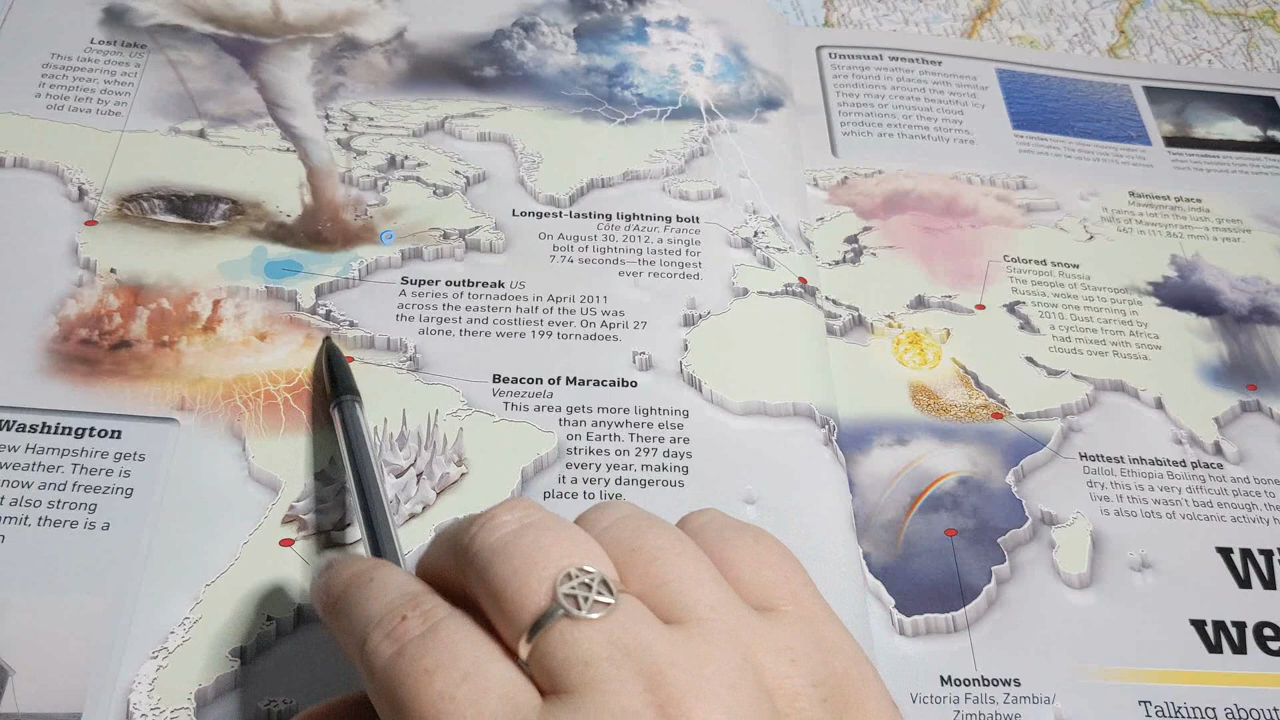 Lost lake
Oregon, US
This lake does a
disappearing act
each year, when
it empties down
a hole left by an
old lava tube.
Unusual weather
Strange weather phenomena
are found in places with similar
conditions around the world.
They may create beautiful icy
shapes or unusual cloud
formations, or they may
produce extreme storms,
which are thankfully rare.
Longest-lasting lightning bolt
Côte d'Azur, France
On August 30, 2012, a single
bolt of lightning lasted for
7.74 seconds—the longest
ever recorded.
Super outbreak US
A series of tornadoes in April 2011
across the eastern half of the US was
the largest and costliest ever. On April 27
alone, there were 199 tornadoes.
Rainiest place
Mawsynram, India
It rains a lot in the lush, green
hills of Mawsynram—a massive
467 in (11,862 mm) a year.
Colored snow
Stavropol, Russia
The people of Stavropol,
Russia, woke up to purple
snow one morning in
2010. Dust carried by
a cyclone from Africa
had mixed with snow
clouds over Russia.
Beacon of Maracaibo
Venezuela
This area gets more lightning
than anywhere else
on Earth. There are
strikes on 297 days
every year, making
it a very dangerous
place to live.
Washington
ew Hampshire gets
weather. There is
snow and freezing
t also strong
mmit, there is a
Hottest inhabited place
Dallol, Ethiopia Boiling hot and bone
dry, this is a very difficult place to
live. If this wasn't bad enough, the
is also lots of volcanic activity
Moonbows
Victoria Falls, Zambia/
Zimbabwe
we
Talking about